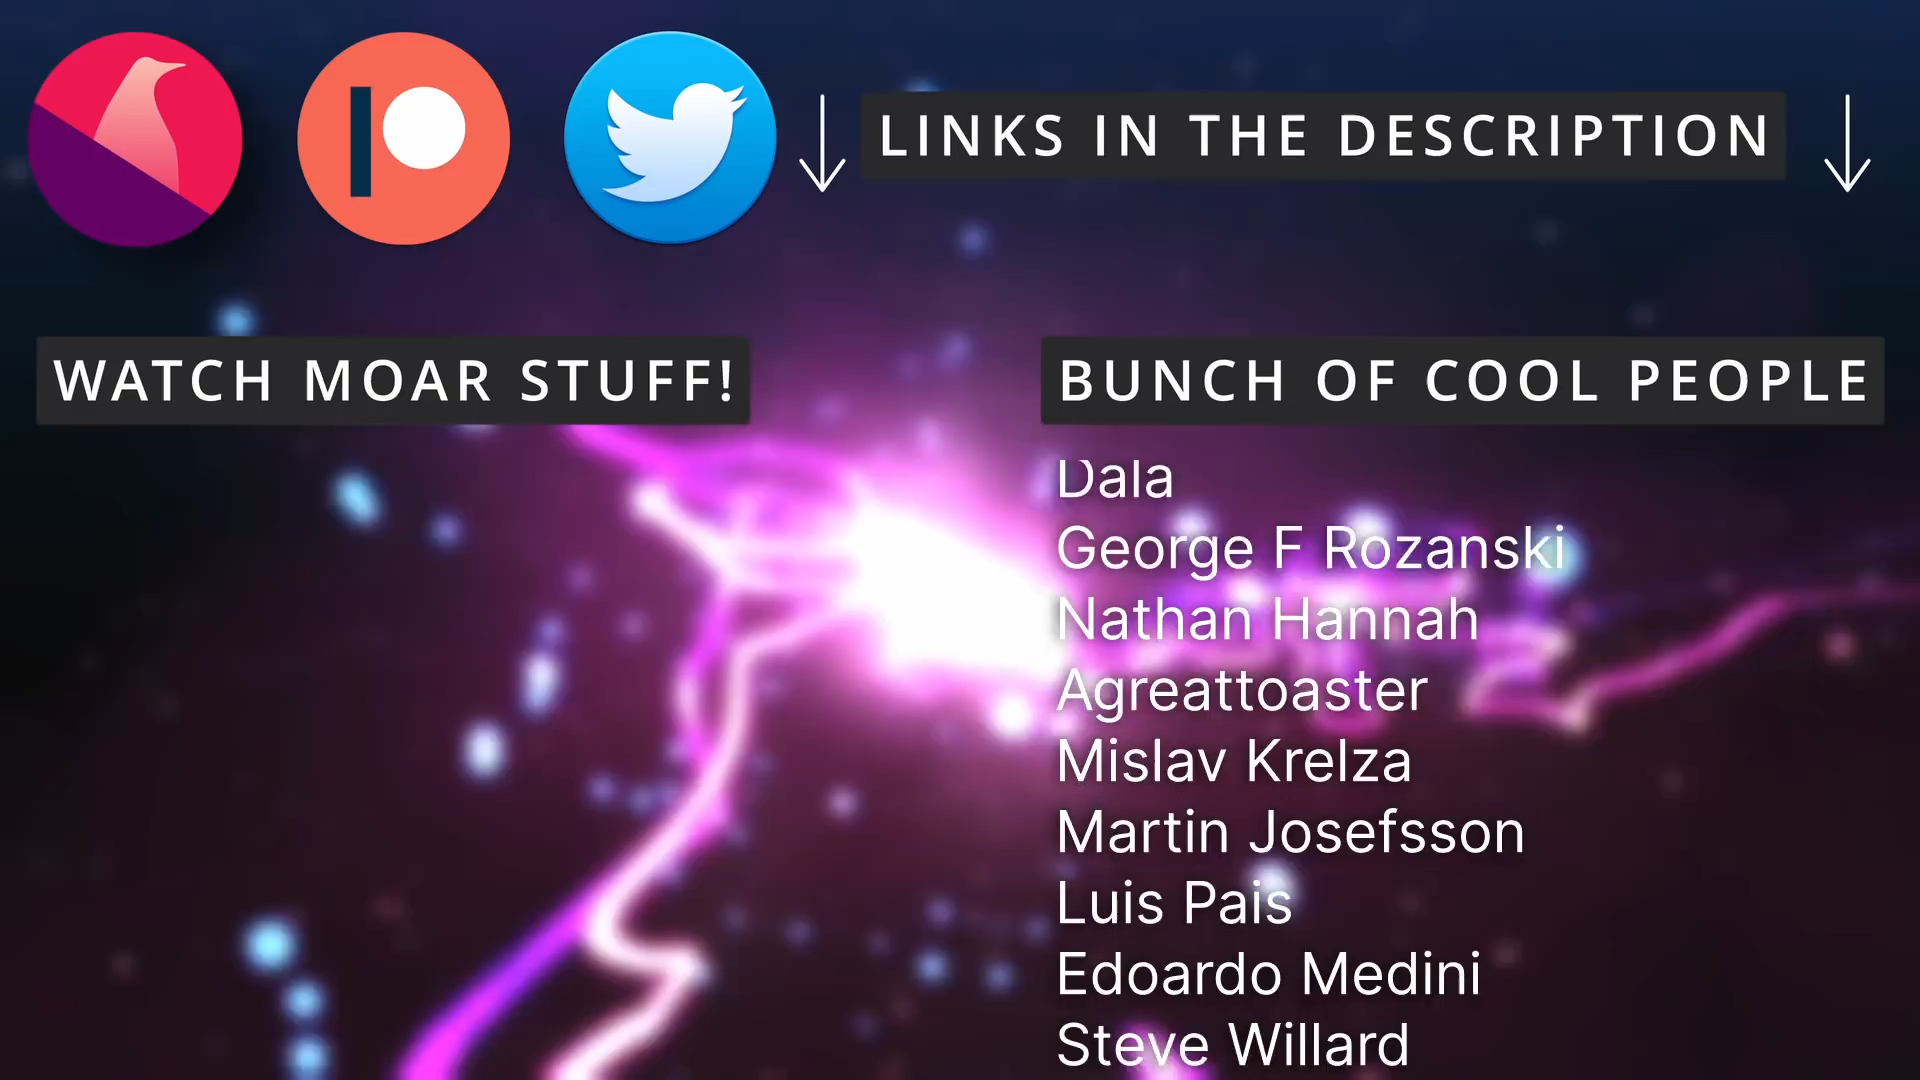 LINKS IN THE DESCRIPTION
WATCH MOAR STUFF!
BUNCH OF COOL PEOPLE
Dala
George F Rozanski
Nathan Hannah
Agreattoaster
Mislav Krelza
Martin Josefsson
Luis Pais
Edoardo Medini
Steve Willard